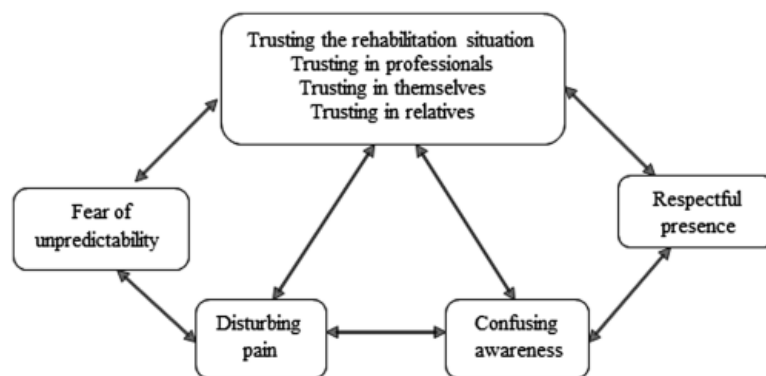 Trusting the rehabilitation situation
Trusting in professionals
Trusting in themselves
Trusting in relatives
Fear of
unpredictability
Respectful
presence
Disturbing
pain
Confusing
awareness